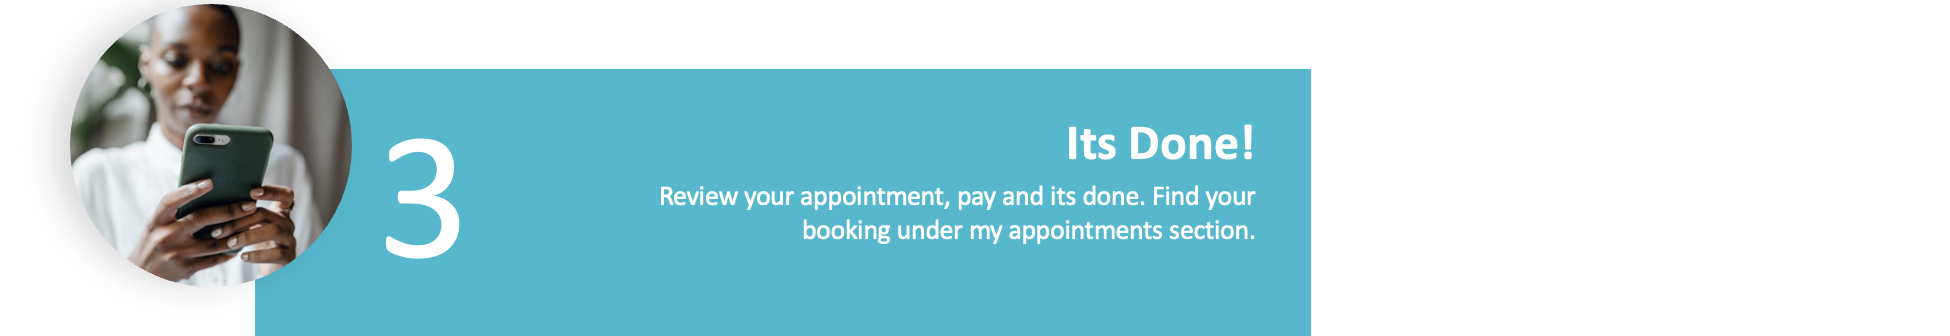 3
Its Done!
Review your appointment, pay and its done. Find your
booking under my appointments section.